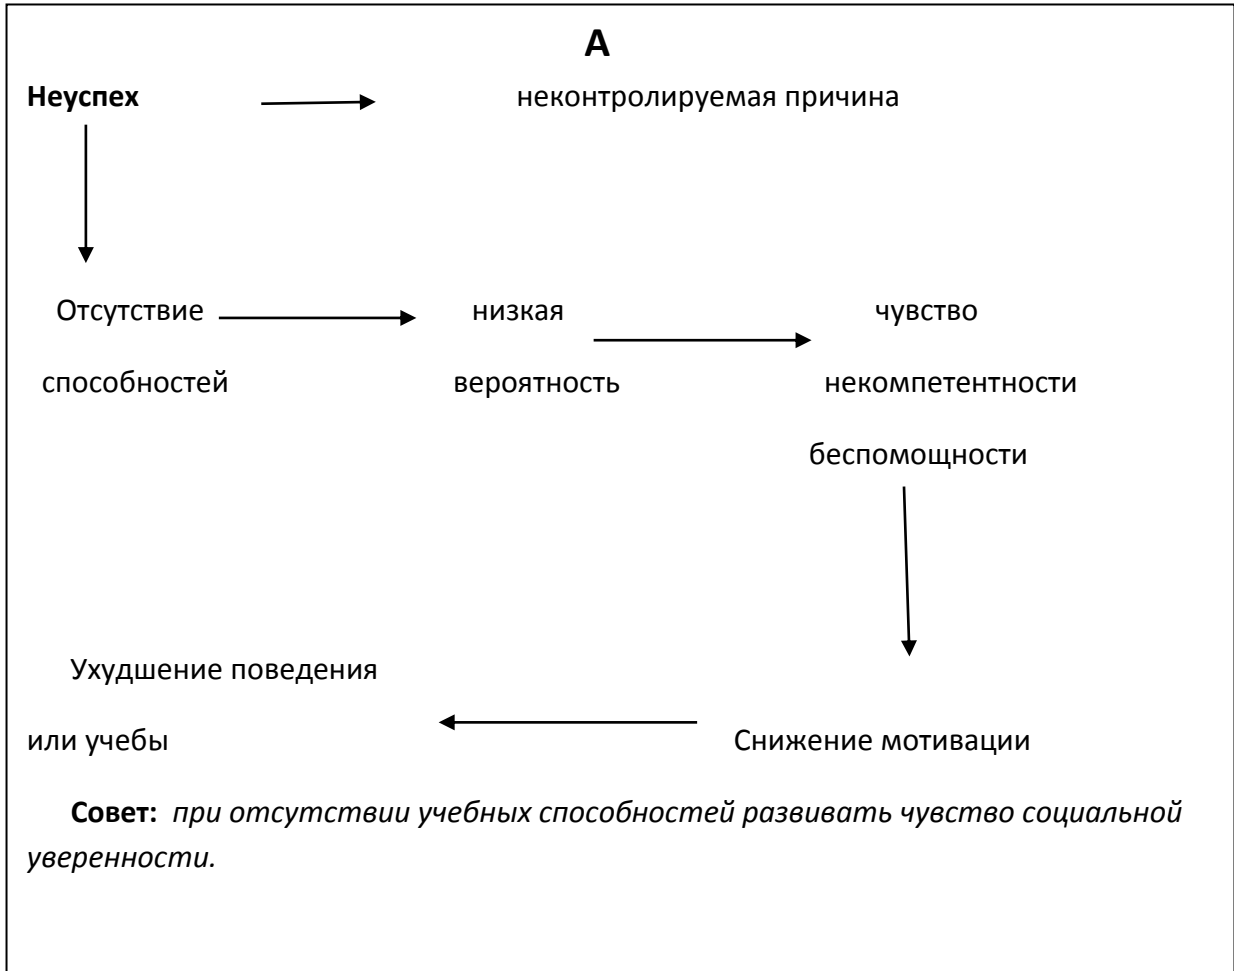 А
Неуспех неконтролируемая причина
Отсутствие низкая чувство
способностей вероятность некомпетентности
беспомощности
Ухудшение поведения
или учебы Снижение мотивации
Совет: при отсутствии учебных способностей развивать чувство социальной
уверенности.